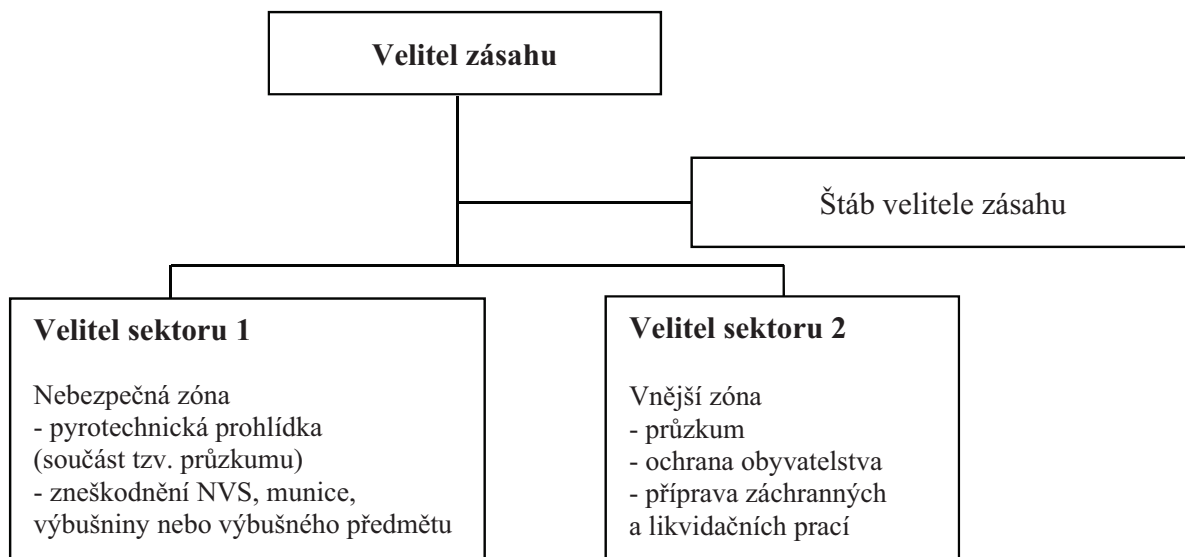 Velitel zásahu
Štáb velitele zásahu
Velitel sektoru 1
Nebezpečná zóna
- pyrotechnická prohlídka
(součást tzv. průzkumu)
- zneškodnění NVS, munice,
výbušniny nebo výbušného předmětu
Velitel sektoru 2
Vnější zóna
- průzkum
- ochrana obyvatelstva
- příprava záchranných
a likvidačních prací